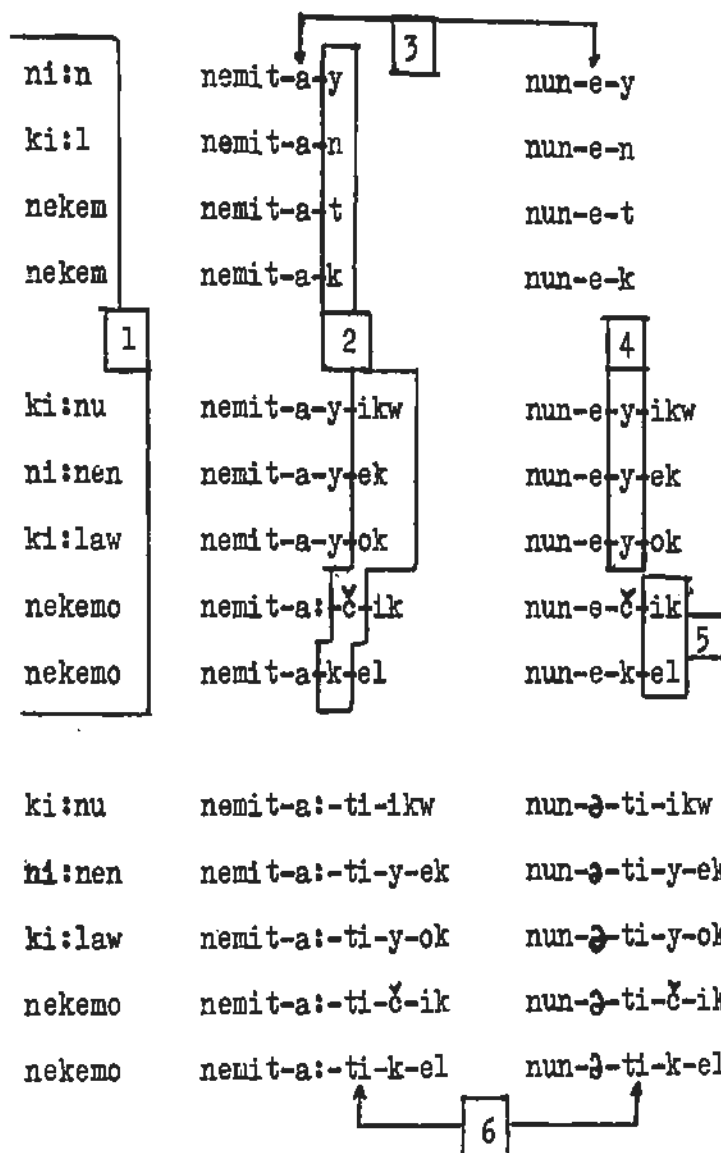 3
ni:n nemit-a-y nun-e-y
ki:l nemit-a-n nun-e-n
nekem nemit-a-t nun-e-t
nekem nemit-a-k nun-e-k
1 2 4
ki:nu nemit-a-y-ikw nun-e-y-ikw
ni:nen nemit-a-y-ek nun-e-y-ek
ki:law nemit-a-y-ok nun-e-y-ok
nekemo nemit-a:-č-ik nun-e-č-ik
5
nekemo nemit-a-k-el nun-e-k-el
ki:nu nemit-a:-ti-ikw nun-ə-ti-ikw
ni:nen nemit-a:-ti-y-ek nun-ə-ti-y-ek
ki:law nemit-a:-ti-y-ok nun-ə-ti-y-ok
nekemo nemit-a:-ti-č-ik nun-ə-ti-č-ik
nekemo nemit-a:-ti-k-el nun-ə-ti-k-el
6